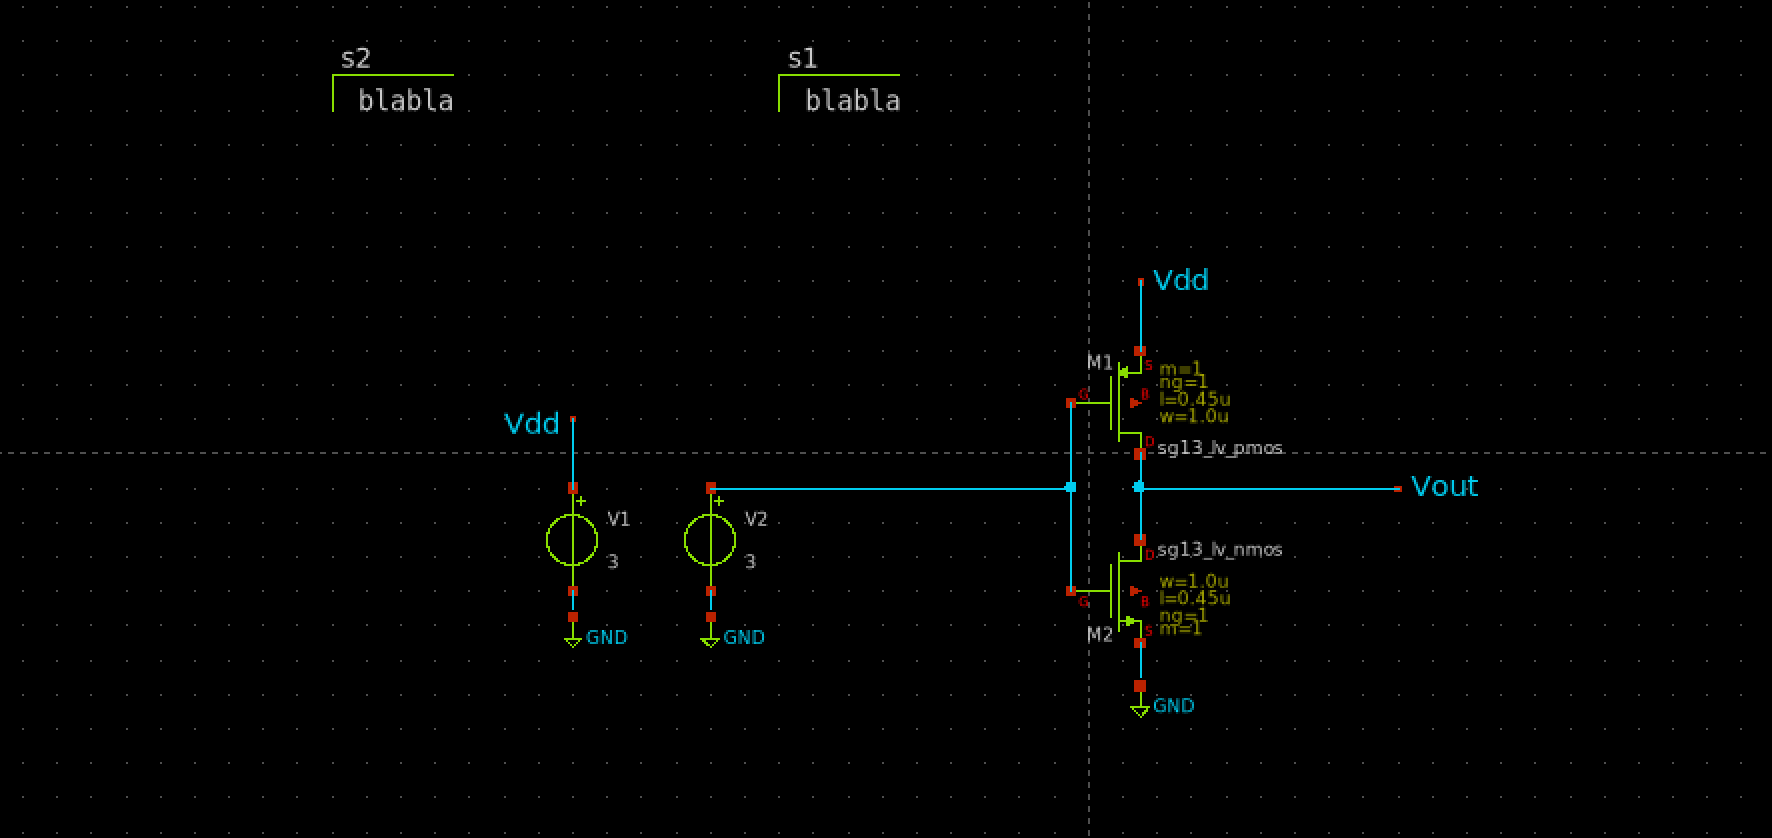 s2
blabla
s1
blabla
Vdd
M1
S
m=1
ng=1
G
B
l=0.45u
w=1.0u
Vdd
D
sg13_lv_pmos
Vout
+
V1
3
+
V2
3
sg13_lv_nmos
D
w=1.0u
G
B
l=0.45u
ng=1
m=1
M2
S
GND
GND
GND